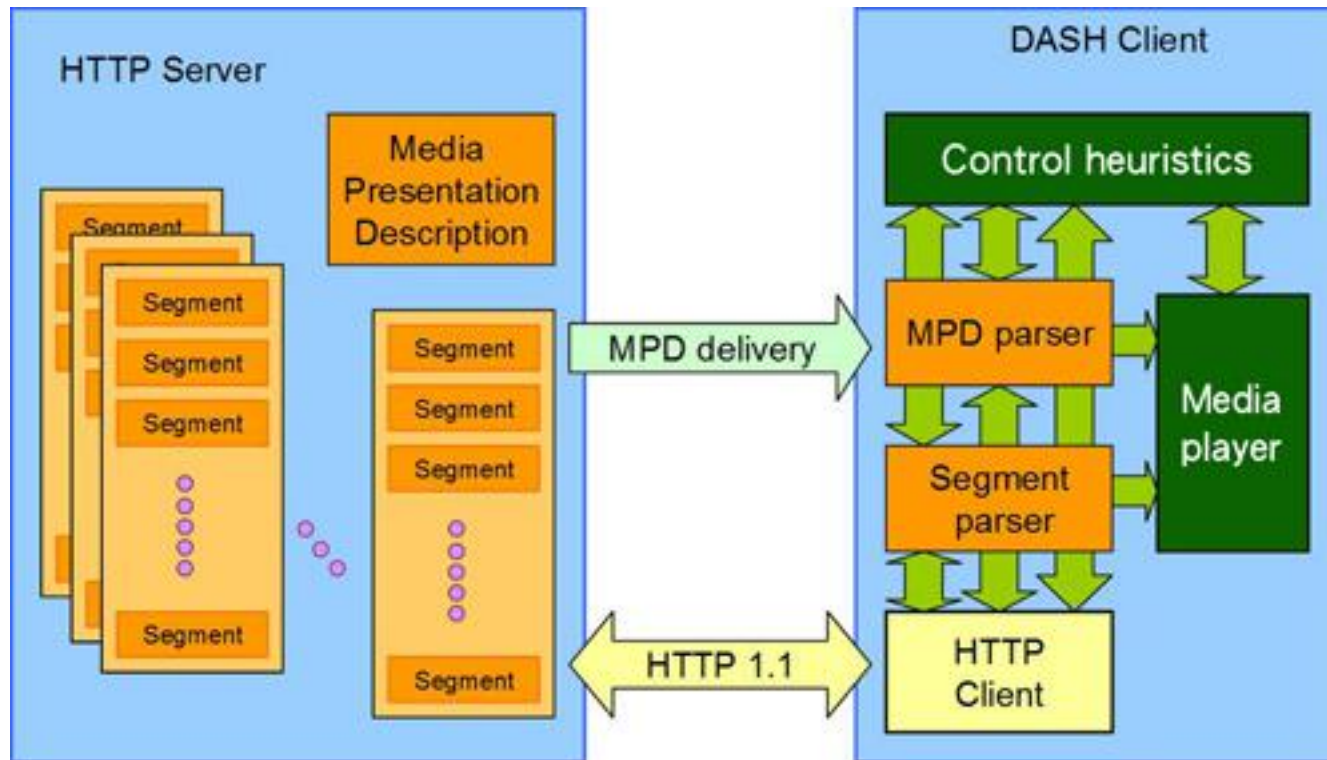 HTTP Server
Media
Presentation
Description
Segment
Segment
Segment
Segment
Segment
Segment
Segment
Segment
Segment
MPD delivery
HTTP 1.1
DASH Client
Control heuristics
MPD parser
Segment
parser
Media
player
HTTP
Client